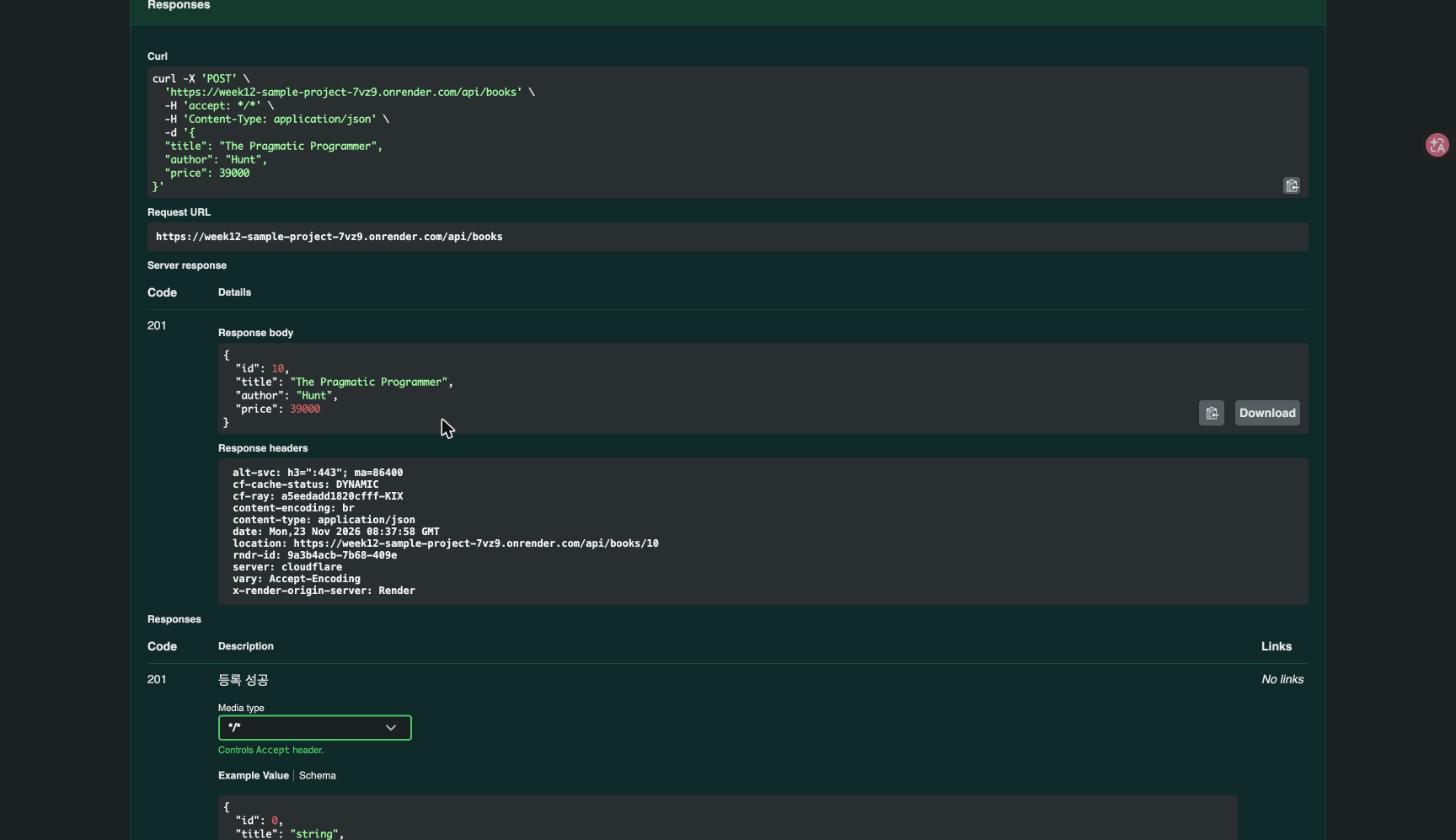 Responses
Curl
curl -X 'POST' \
'https://week12-sample-project-7vz9.onrender.com/api/books' \
-H 'accept: */*' \
-H 'Content-Type: application/json' \
-d '{
"title": "The Pragmatic Programmer",
"author": "Hunt",
"price": 39000
}'
Request URL
https://week12-sample-project-7vz9.onrender.com/api/books
Server response
Code Details
201
Response body
{
"id": 10,
"title": "The Pragmatic Programmer",
"author": "Hunt",
"price": 39000
}
Download
Response headers
alt-svc: h3=":443"; ma=86400
cf-cache-status: DYNAMIC
cf-ray: a5eedadd1820cfff-KIX
content-encoding: br
content-type: application/json
date: Mon,23 Nov 2026 08:37:58 GMT
location: https://week12-sample-project-7vz9.onrender.com/api/books/10
rndr-id: 9a3b4acb-7b68-409e
server: cloudflare
vary: Accept-Encoding
x-render-origin-server: Render
Responses
Code Description Links
201 등록 성공 No links
Media type
*/*
Controls Accept header.
Example Value | Schema
{
"id": 0,
"title": "string",